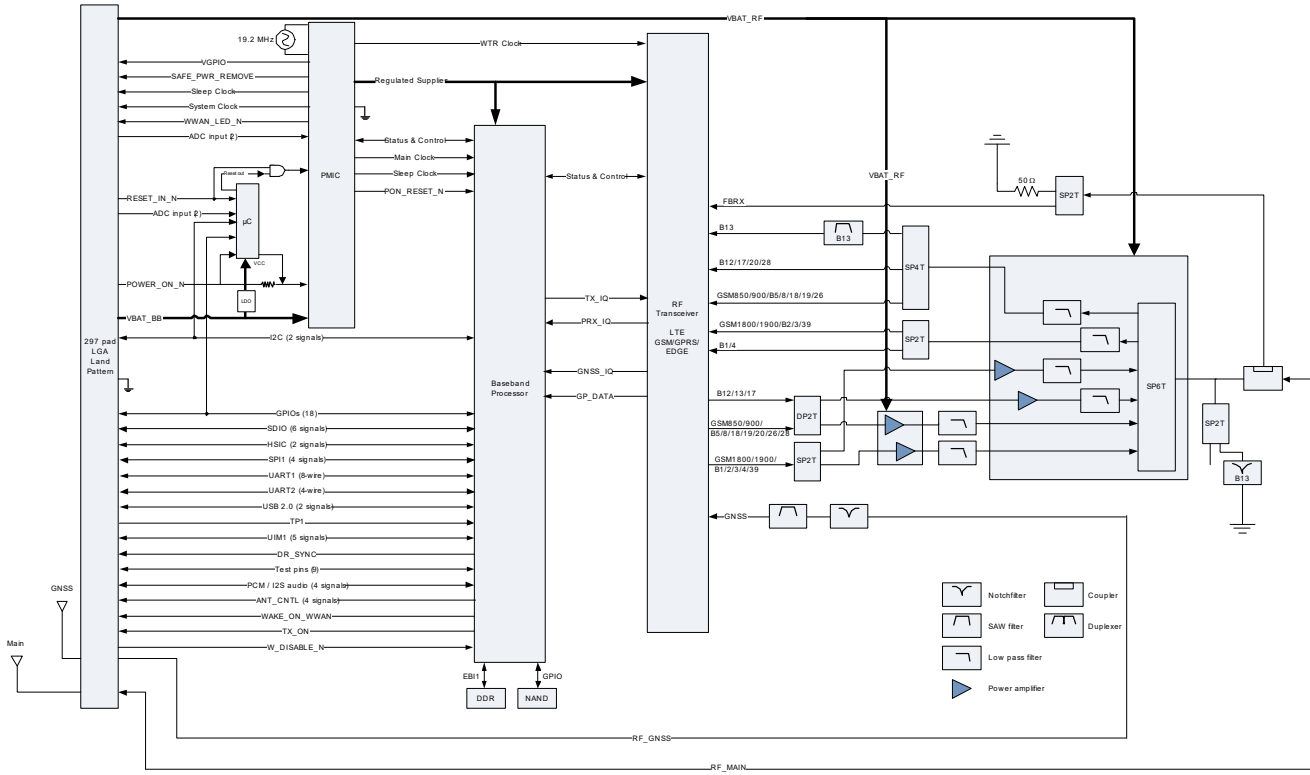 VBAT_RF
19.2 MHz
WTR Clock
VGPIO
SAFE_PWR_REMOVE
Regulated Supplier
Sleep Clock
System Clock
WWAN_LED_N
ADC input (2)
Status & Control
Main Clock
Sleep Clock
PON_RESET_N
PMIC
Reset out
RESET_IN_N
ADC input (2)
µC
VCC
POWER_ON_N
LDO
VBAT_BB
I2C (2 signals)
297 pad
LGA
Land
Pattern
Baseband
Processor
Status & Control
TX_IQ
PRX_IQ
GNSS_IQ
GP_DATA
RF
Transceiver
LTE
GSM/GPRS/
EDGE
VBAT_RF
50 Ω
SP2T
FBRX
B13
B13
B12/17/20/28
SP4T
GSM850/900/B5/8/18/19/26
GSM1800/1900/B2/3/39
SP2T
B1/4
SP6T
B12/13/17
DP2T
GSM850/900/
B5/8/18/19/20/26/28
GSM1800/1900/
B1/2/3/4/39
SP2T
SP2T
B13
GNSS
GPIOs (18)
SDIO (6 signals)
HSIC (2 signals)
SPI1 (4 signals)
UART1 (8-wire)
UART2 (4-wire)
USB 2.0 (2 signals)
TP1
UIM1 (5 signals)
DR_SYNC
Test pins (9)
PCM / I2S audio (4 signals)
ANT_CNTL (4 signals)
WAKE_ON_WWAN
TX_ON
W_DISABLE_N
GNSS
Main
EBI1
GPIO
DDR
NAND
Notchfilter
Coupler
SAW filter
Duplexer
Low pass filter
Power amplifier
RF_GNSS
RF_MAIN